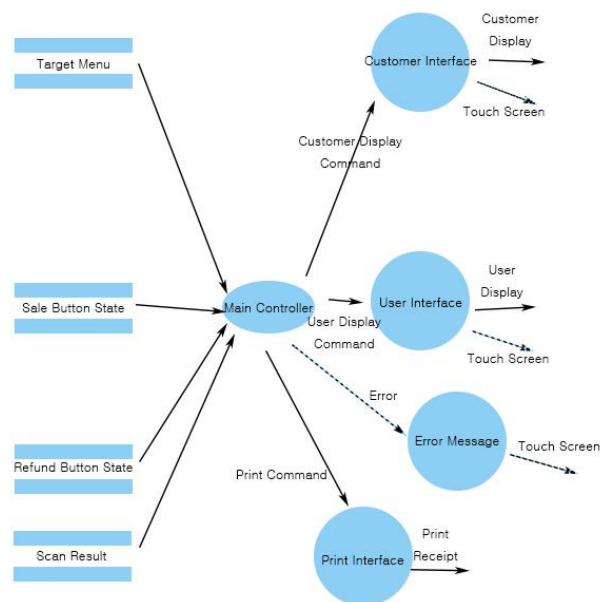 Customer
Display
Target Menu
Customer Interface
Touch Screen
Customer Display
Command
User
Display
Sale Button State
Main Controller
User Interface
User Display
Command
Touch Screen
Error
Error Message
Touch Screen
Refund Button State
Print Command
Print
Receipt
Scan Result
Print Interface